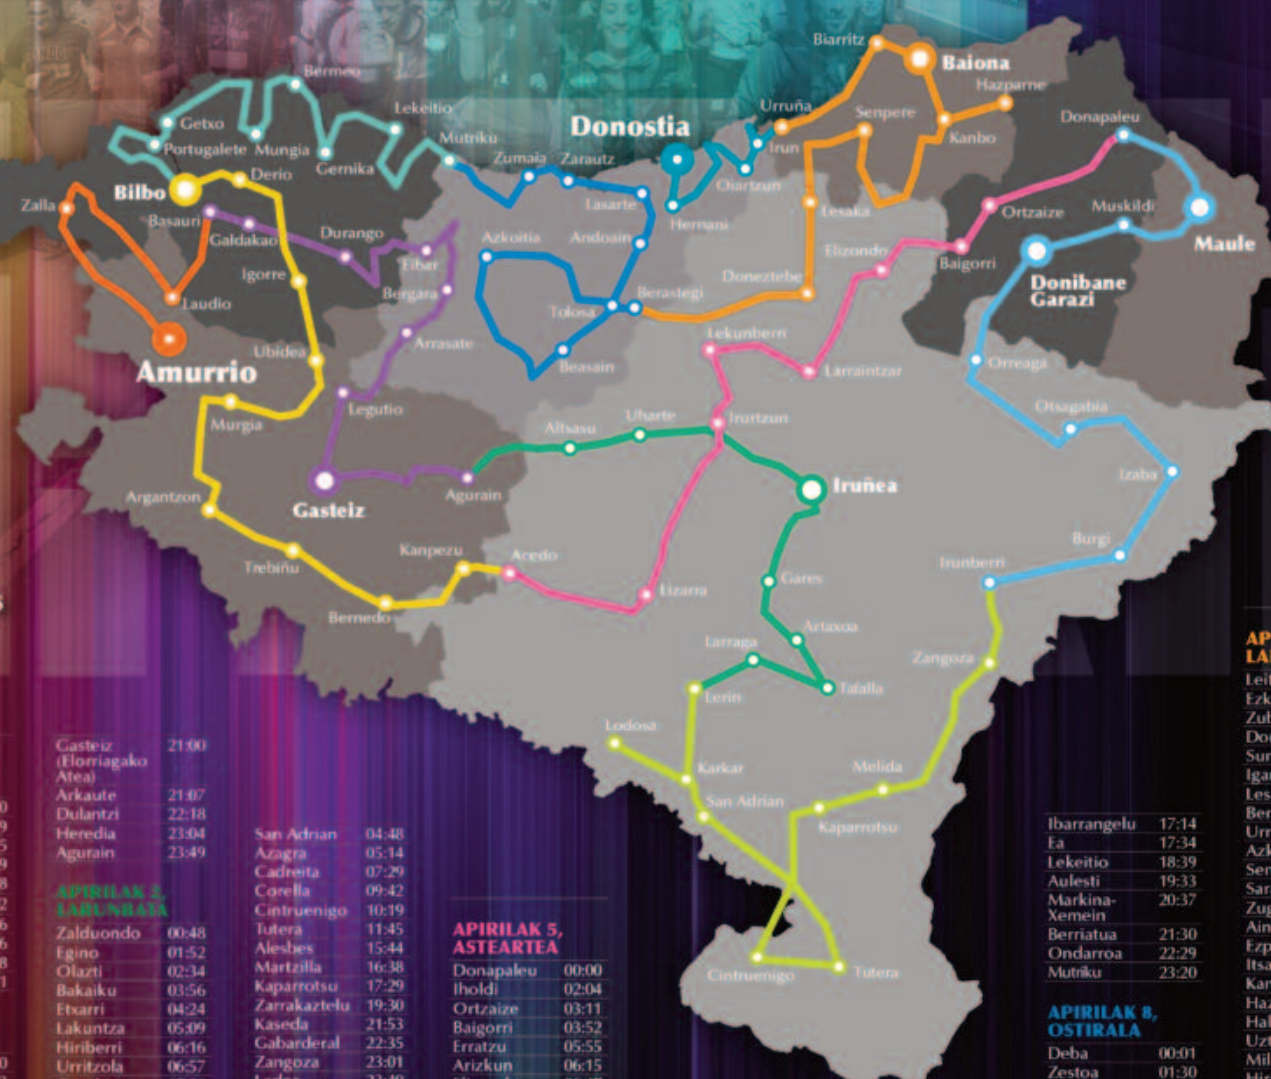 Bermeo
Biarritz
Baiona
Hazparne
Getxo
Lekeitio
Urruña
Senpere
Donapaleu
Portugalete
Mungia
Gernika
Mutriku
Donostia
Irun
Kanbo
Derio
Zumaia
Zarautz
Oiartzun
Bilbo
Zalla
Basauri
Galdakao
Durango
Eibar
Azkoitia
Andoain
Lasarte
Hernani
Lesaka
Elizondo
Ortzaize
Muskildi
Maule
Baigorri
Donibane
Garazi
Igorre
Bergara
Laudio
Tolosa
Berastegi
Doneztebe
Arrasate
Lekunberri
Amurrio
Ubidea
Beasain
Larraintzar
Orreaga
Murgia
Legutio
Altsasu
Uharte
Irurtzun
Otsagabia
Izaba
Argantzon
Gasteiz
Agurain
Iruñea
Burgi
Trebiñu
Kanpezu
Acedo
Irunberri
Bernedo
Lizarra
Gares
Artaxoa
Larraga
Zangoza
Lerin
Tafalla
Lodosa
Karkar
Melida
San Adrian
Kaparrotsu
Cintruenigo
Tutera
Gasteiz 21:00
(Elorriagako
Atea)
Arkaute 21:07
Dulantzi 22:18
Heredia 23:04
Agurain 23:49
APIRILAK 2,
LARUNBATA
Zalduondo 00:48
Egino 01:52
Olazti 02:34
Bakaiku 03:56
Etxarri 04:24
Lakuntza 05:09
Hiriberri 06:16
Urritzola 06:57
San Adrian 04:48
Azagra 05:14
Cadreita 07:29
Corella 09:42
Cintruenigo 10:19
Tutera 11:45
Alesbes 15:44
Martzilla 16:38
Kaparrotsu 17:29
Zarrakaztelu 19:30
Kaseda 21:53
Gabarderal 22:35
Zangoza 23:01
APIRILAK 5,
ASTEARTEA
Donapaleu 00:00
Iholdi 02:04
Ortzaize 03:11
Baigorri 03:52
Erratzu 05:55
Arizkun 06:15
Ibarrangelu 17:14
Ea 17:34
Lekeitio 18:39
Aulesti 19:33
Markina-
Xemein 20:37
Berriatua 21:30
Ondarroa 22:29
Mutriku 23:20
APIRILAK 8,
OSTIRALA
Deba 00:01
Zestoa 01:30